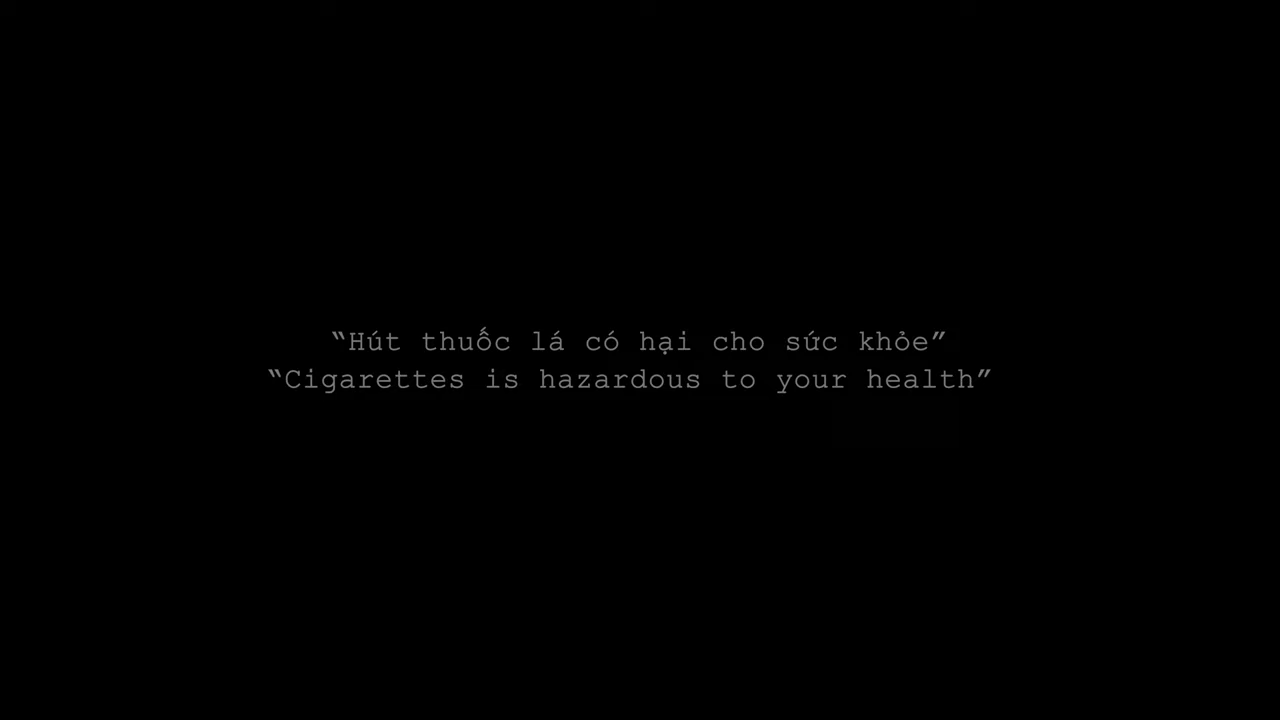 “Hút thuốc lá có hại cho sức khỏe”
“Cigarettes is hazardous to your health”